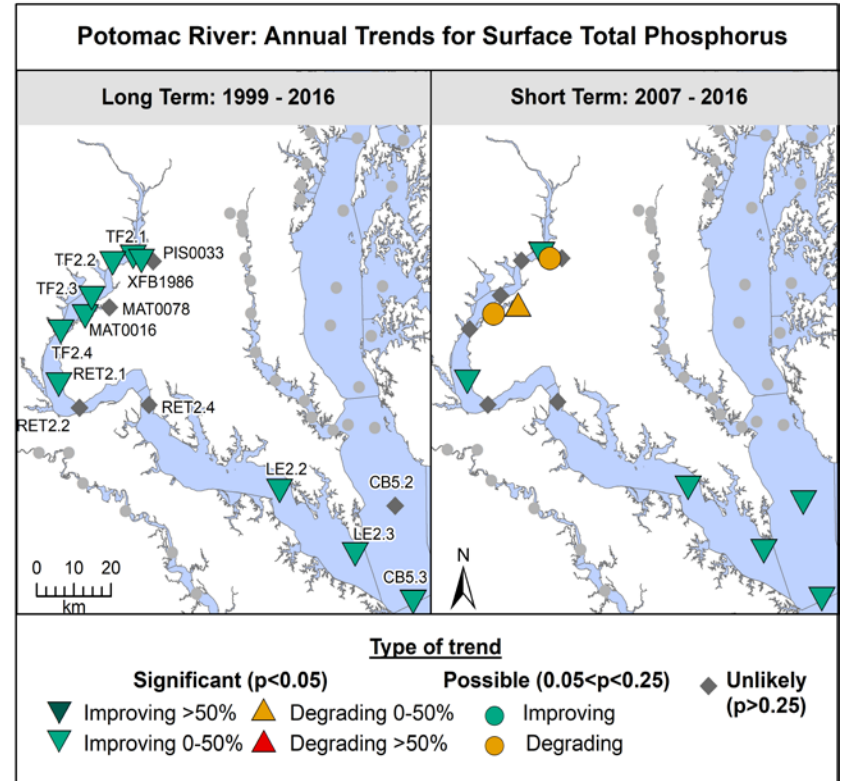 Potomac River: Annual Trends for Surface Total Phosphorus
Long Term: 1999 - 2016
Short Term: 2007 - 2016
TF2.1
TF2.2
PIS0033
XFB1986
TF2.3
MAT0078
MAT0016
TF2.4
RET2.1
RET2.4
RET2.2
LE2.2
CB5.2
LE2.3
CB5.3
0 10 20
km
N
Type of trend
Significant (p<0.05)
Possible (0.05<p<0.25)
Unlikely
(p>0.25)
Improving >50%
Degrading 0-50%
Improving
Improving 0-50%
Degrading >50%
Degrading